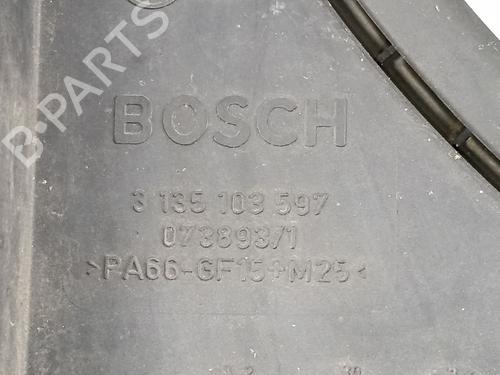 B-PARTS
BOSCH
3 135 103 597
073893/1
>PA66-GF15+M25<